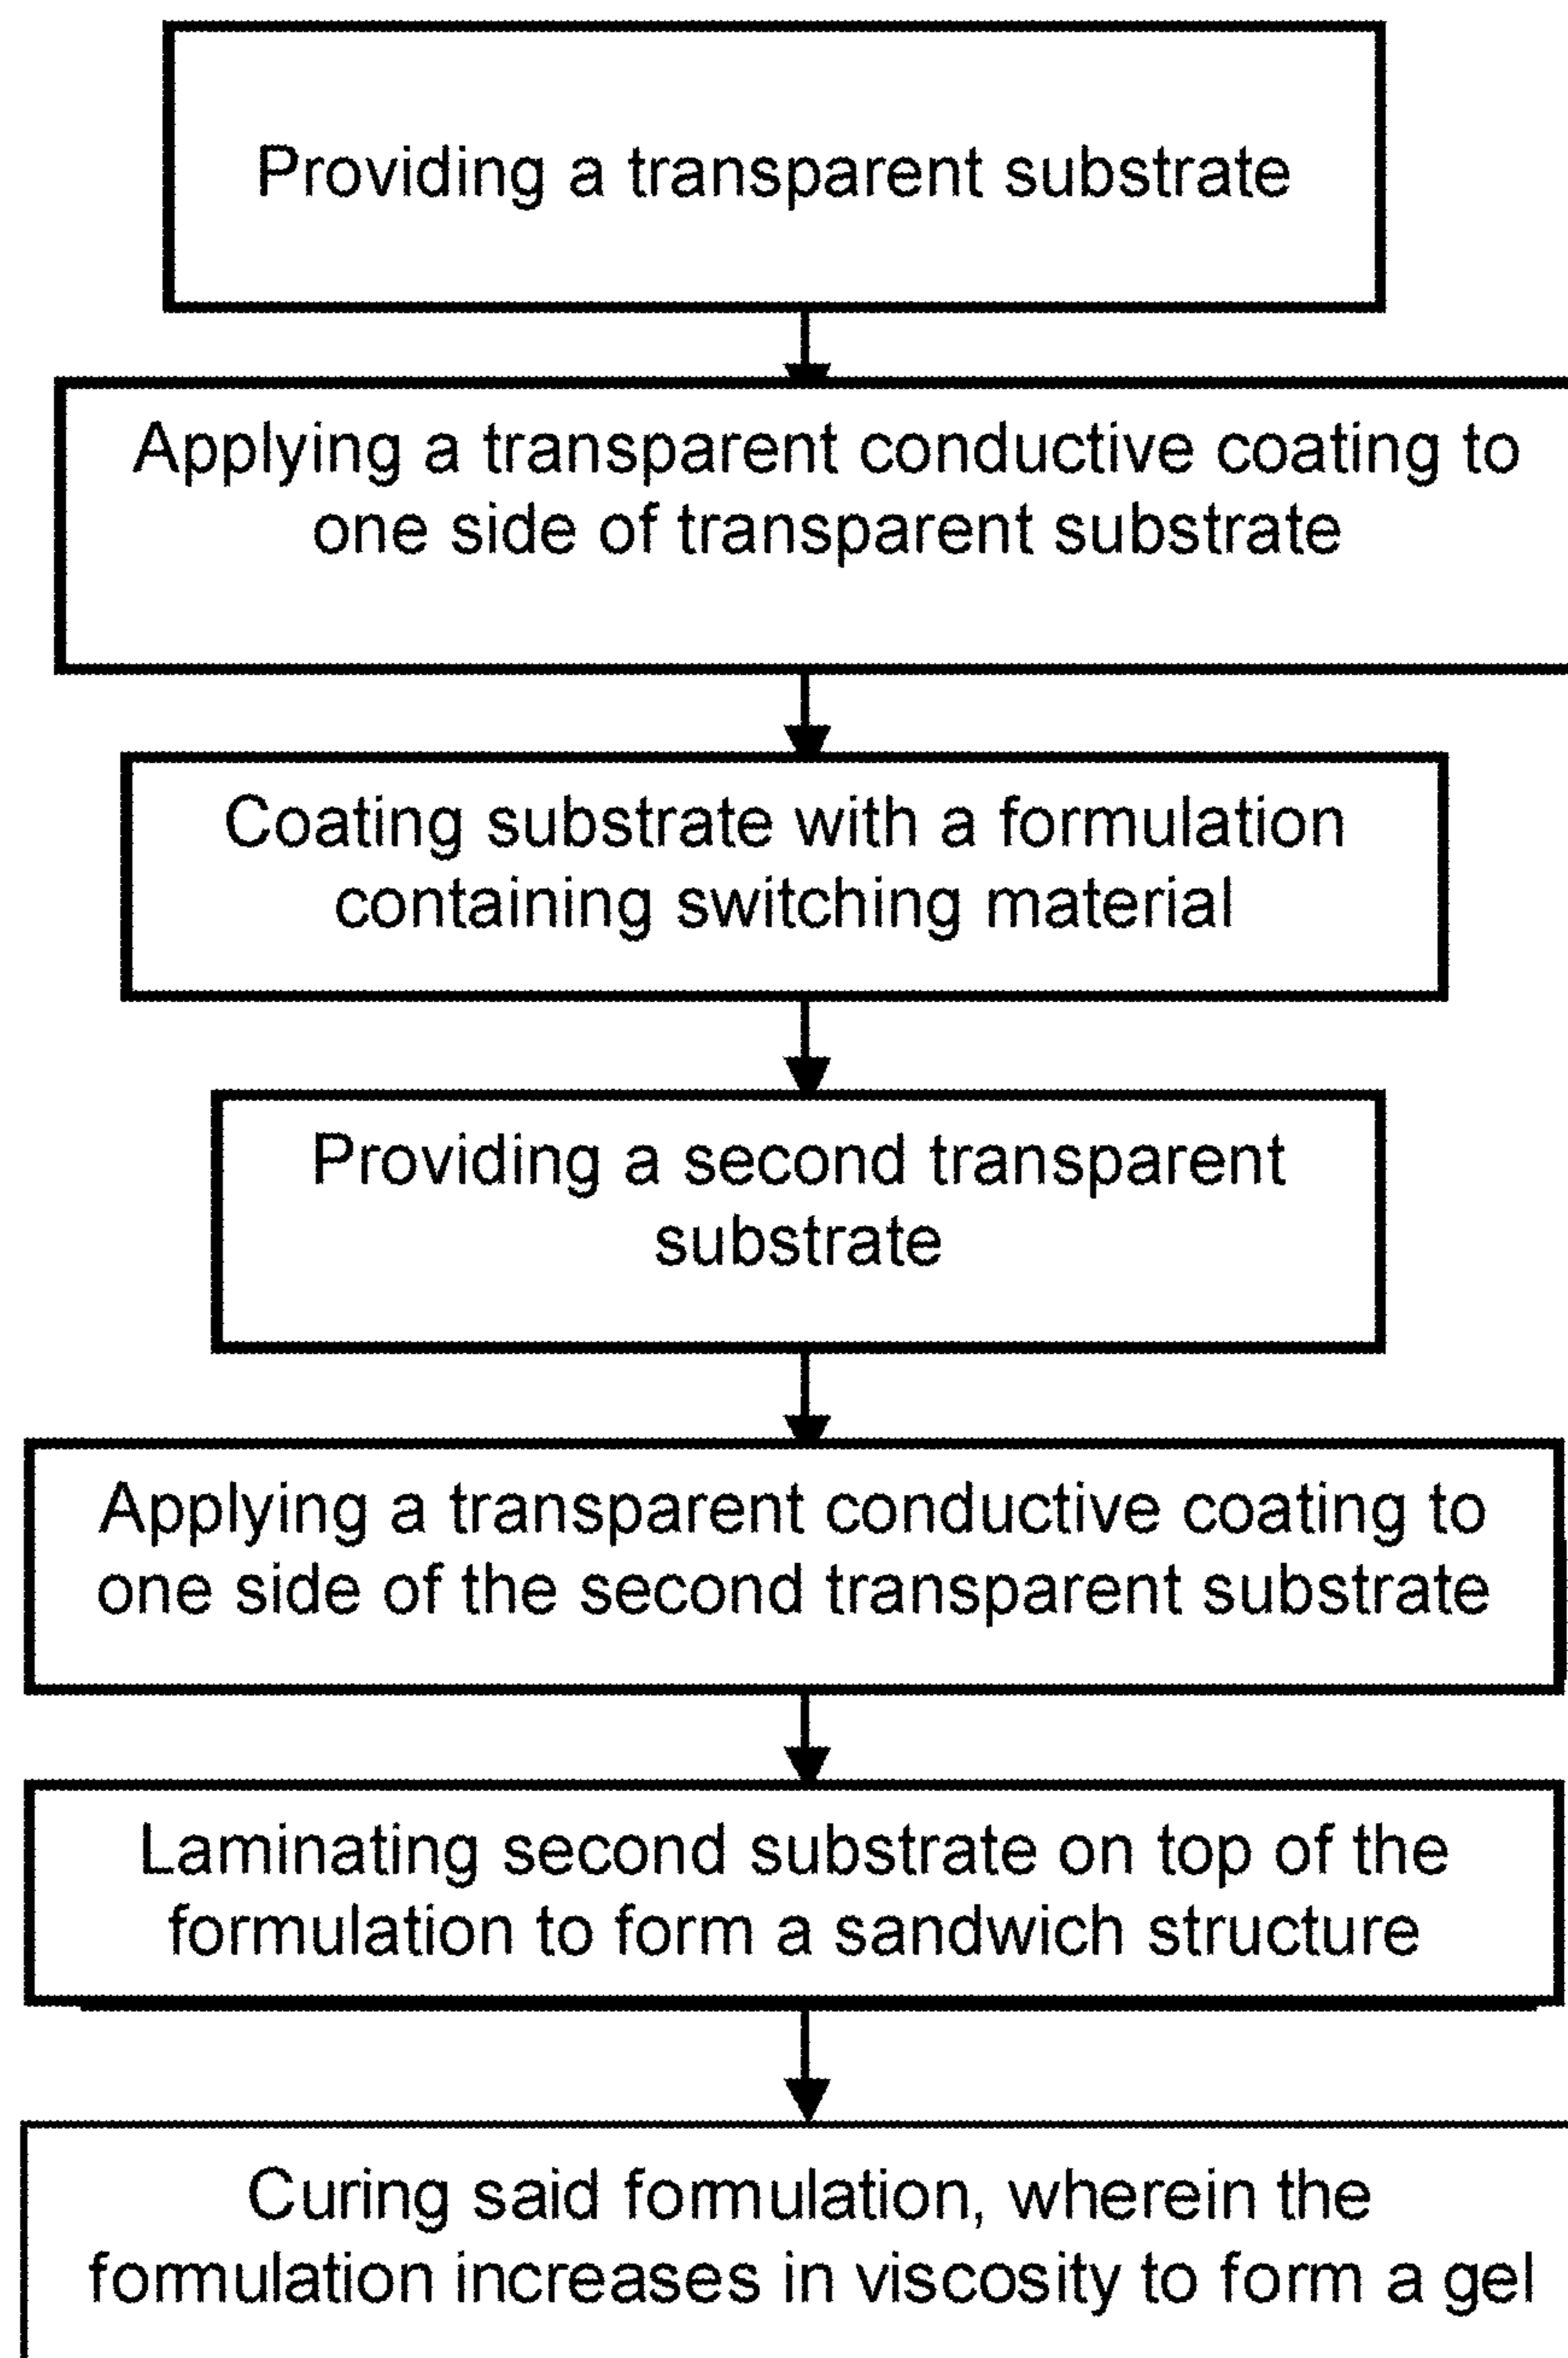 Providing a transparent substrate
Applying a transparent conductive coating to
one side of transparent substrate
Coating substrate with a formulation
containing switching material
Providing a second transparent
substrate
Applying a transparent conductive coating to
one side of the second transparent substrate
Laminating second substrate on top of the
formulation to form a sandwich structure
Curing said formulation, wherein the
formulation increases in viscosity to form a gel